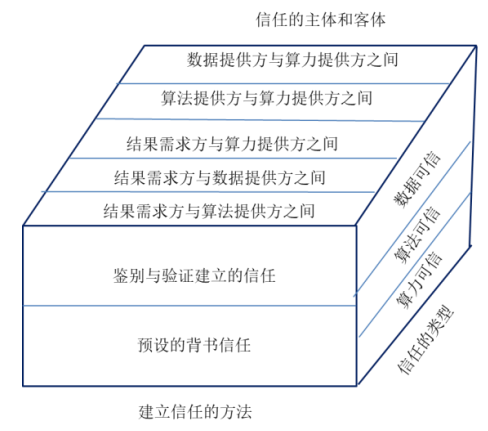 信任的主体和客体
数据提供方与算力提供方之间
算法提供方与算力提供方之间
结果需求方与算力提供方之间
结果需求方与数据提供方之间
结果需求方与算法提供方之间
鉴别与验证建立的信任
预设的背书信任
建立信任的方法
数据可信
算法可信
算力可信
信任的类型